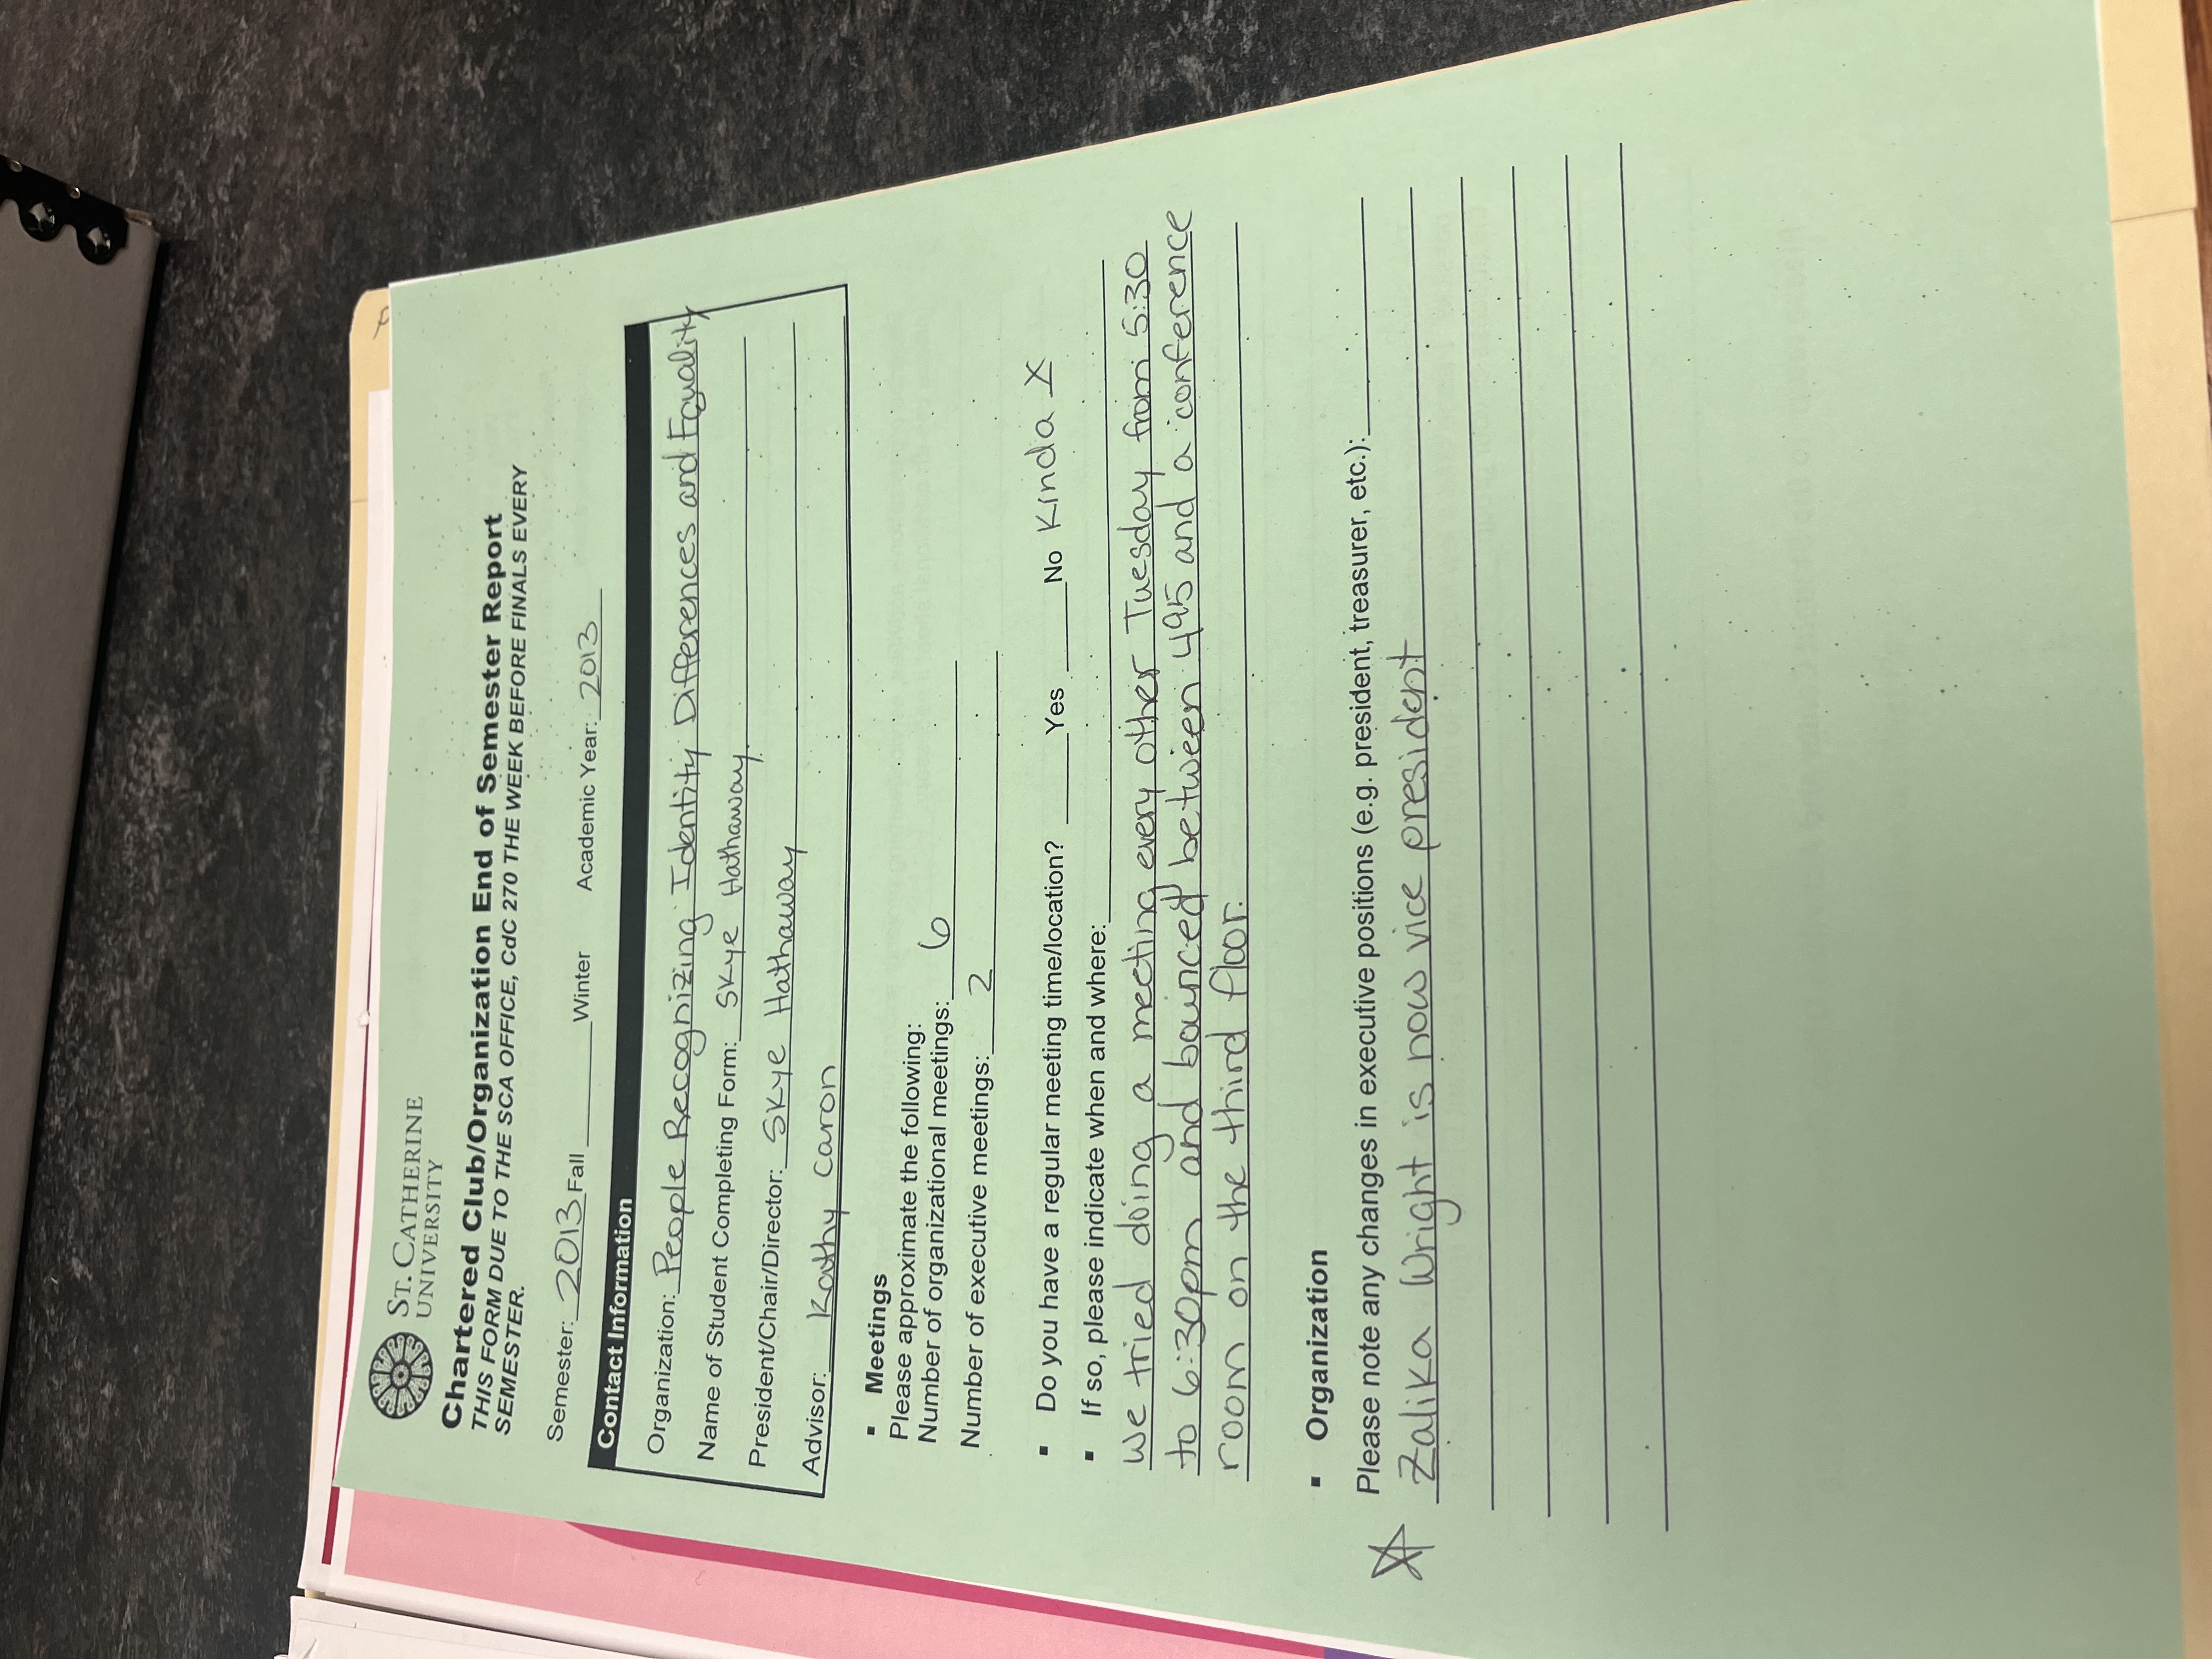 ST. CATHERINE
UNIVERSITY
Chartered Club/Organization End of Semester Report
THIS FORM DUE TO THE SCA OFFICE, CdC 270 THE WEEK BEFORE FINALS EVERY
SEMESTER.
Semester: 2013 Fall ________ Winter Academic Year: 2013
Contact Information
Organization: People Recognizing Identity Differences and Equality
Name of Student Completing Form: Skye Hathaway
President/Chair/Director: Skye Hathaway
Advisor: Kathy Caron
▪ Meetings
Please approximate the following:
Number of organizational meetings: 6
Number of executive meetings: 2
▪ Do you have a regular meeting time/location? ______Yes ______No Kinda X
▪ If so, please indicate when and where:
We tried doing a meeting every other Tuesday from 5:30
to 6:30pm and bounced between 495 and a conference
room on the third floor.
▪ Organization
Please note any changes in executive positions (e.g. president, treasurer, etc.):
Zalika Wright is now vice president